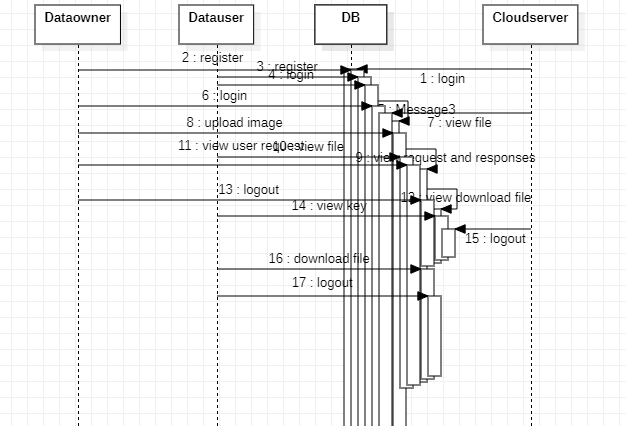 Dataowner
Datauser
DB
Cloudserver
2 : register
3 : register
4 : login
1 : login
6 : login
: Message3
8 : upload image
7 : view file
11 : view user request
10 : view file
9 : view request and responses
13 : logout
12 : view download file
14 : view key
15 : logout
16 : download file
17 : logout